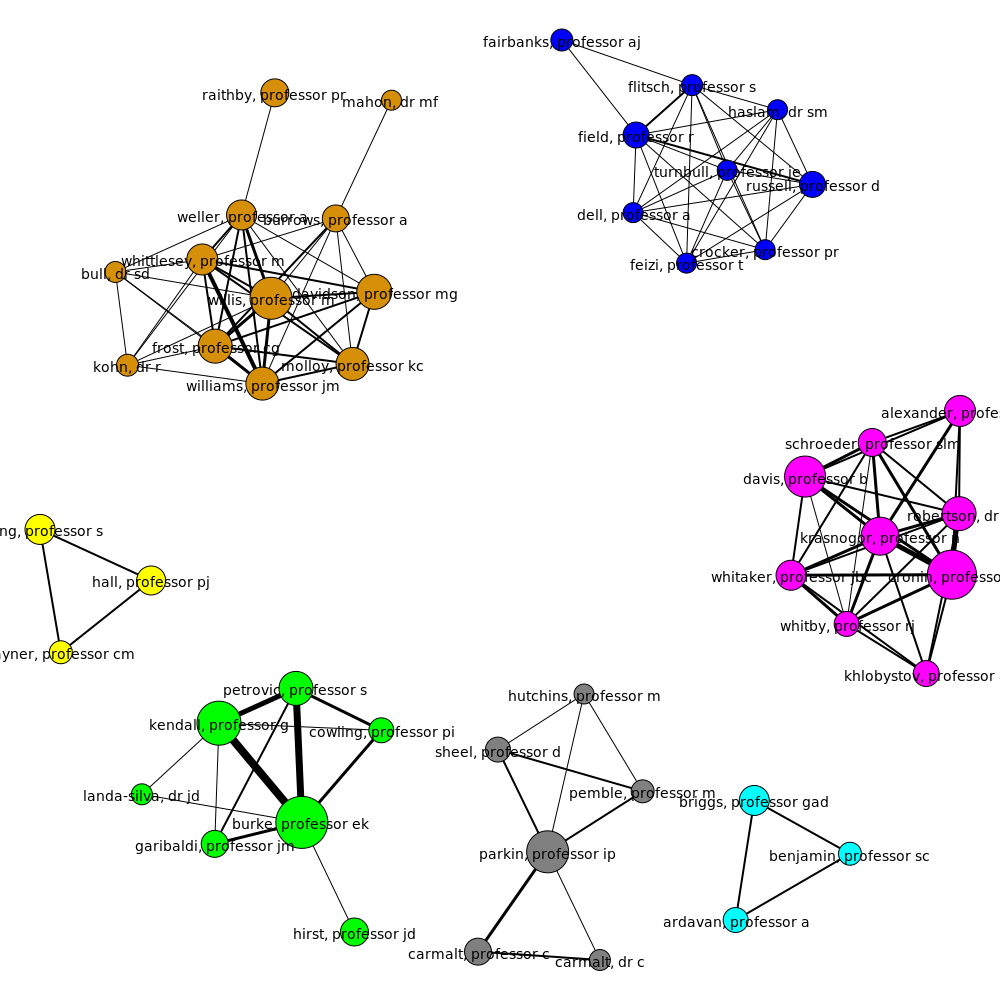 fairbanks, professor aj
flitsch, professor s
raithby, professor pr
mahon, dr mf
haslam, dr sm
field, professor r
turnbull, professor je
russell, professor d
dell, professor a
weller, professor a
burrows, professor a
crocker, professor pr
feizi, professor t
whittlesey, professor m
bull, dr sd
willis, professor m
davidson, professor mg
frost, professor cg
kohn, dr r
molloy, professor kc
williams, professor jm
alexander, profes
schroeder, professor slm
davis, professor b
robertson, dr
krasnogor, professor n
whitaker, professor jbc
cronin, professo
whitby, professor rj
khlobystov, professor
ng, professor s
hall, professor pj
yner, professor cm
petrovic, professor s
kendall, professor g
cowling, professor pi
landa-silva, dr jd
burke, professor ek
garibaldi, professor jm
hirst, professor jd
hutchins, professor m
sheel, professor d
pemble, professor m
briggs, professor gad
parkin, professor ip
benjamin, professor sc
ardavan, professor a
carmalt, professor c
carmalt, dr c